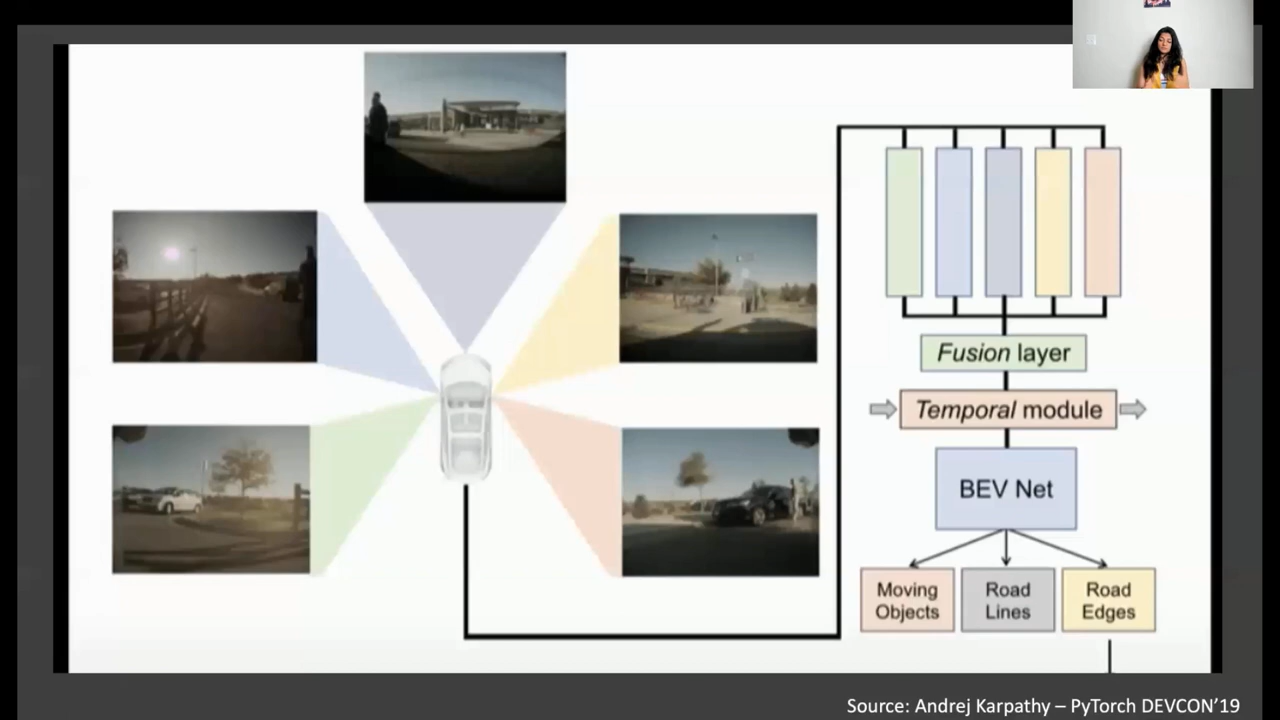 Fusion layer
Temporal module
BEV Net
Moving
Objects
Road
Lines
Road
Edges
Source: Andrej Karpathy – PyTorch DEVCON’19